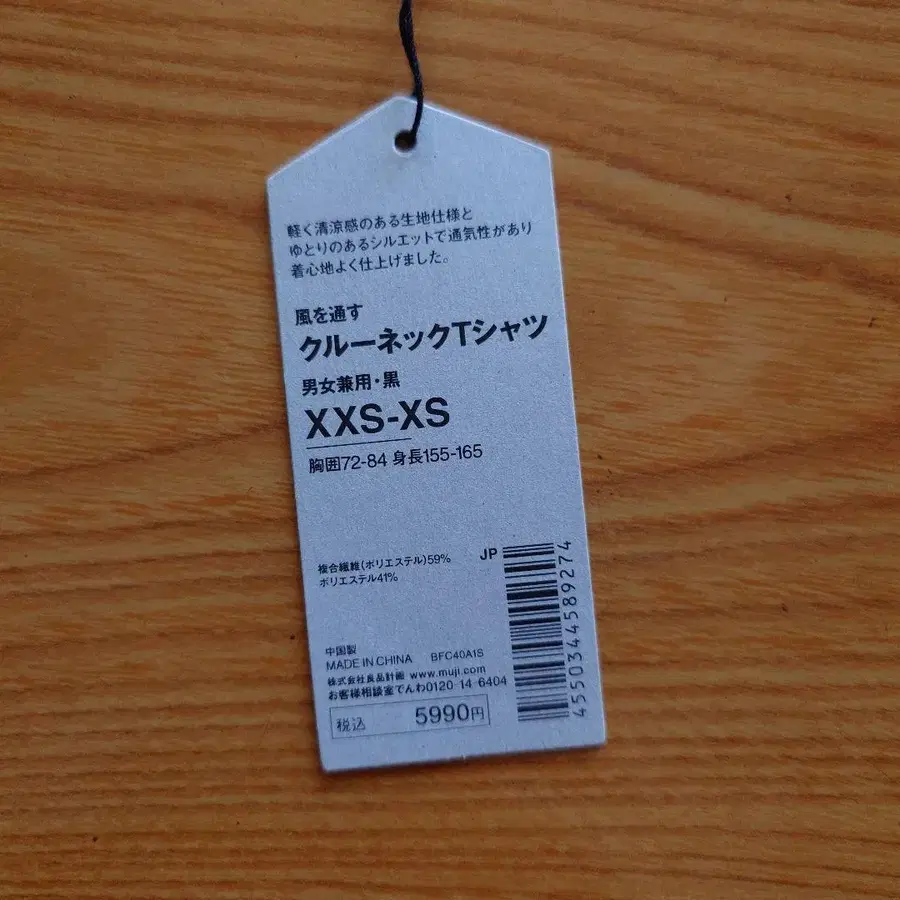 軽く清涼感のある生地仕様と
ゆとりのあるシルエットで通気性があり
着心地よく仕上げました。
風を通す
クルーネックTシャツ
男女兼用・黒
XXS-XS
胸囲72-84 身長155-165
複合繊維(ポリエステル)59%
ポリエステル41%
JP
4550344589274
中国製
MADE IN CHINA BFC40A1S
株式会社良品計画 www.muji.com
お客様相談室でんわ0120-14-6404
税込 5990円